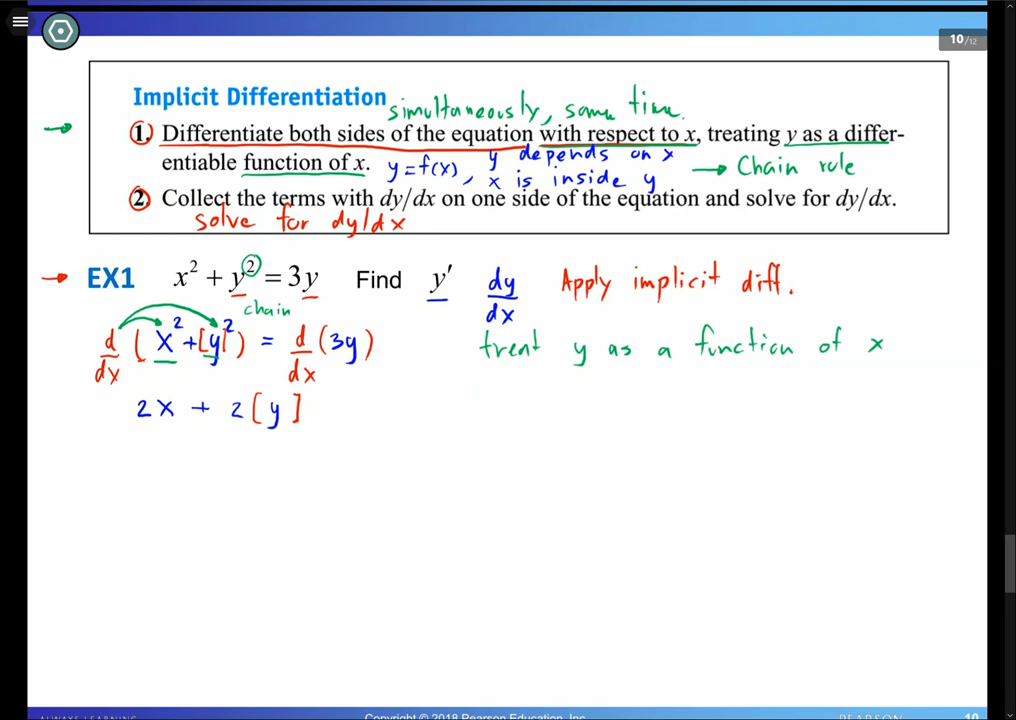 10/12
Implicit Differentiation simultaneously, same time.
1. Differentiate both sides of the equation with respect to x, treating y as a differ-
entiable function of x. y=f(x), y depends on x, x is inside y → Chain rule
2. Collect the terms with dy/dx on one side of the equation and solve for dy/dx.
solve for dy/dx
→ EX1 x² + y² = 3y Find y' dy/dx Apply implicit diff.
chain
d/dx (x² + [y]²) = d/dx (3y) treat y as a function of x
2x + 2[y]
ALWAYS LEARNING Copyright © 2018 Pearson Education, Inc. PEARSON 10